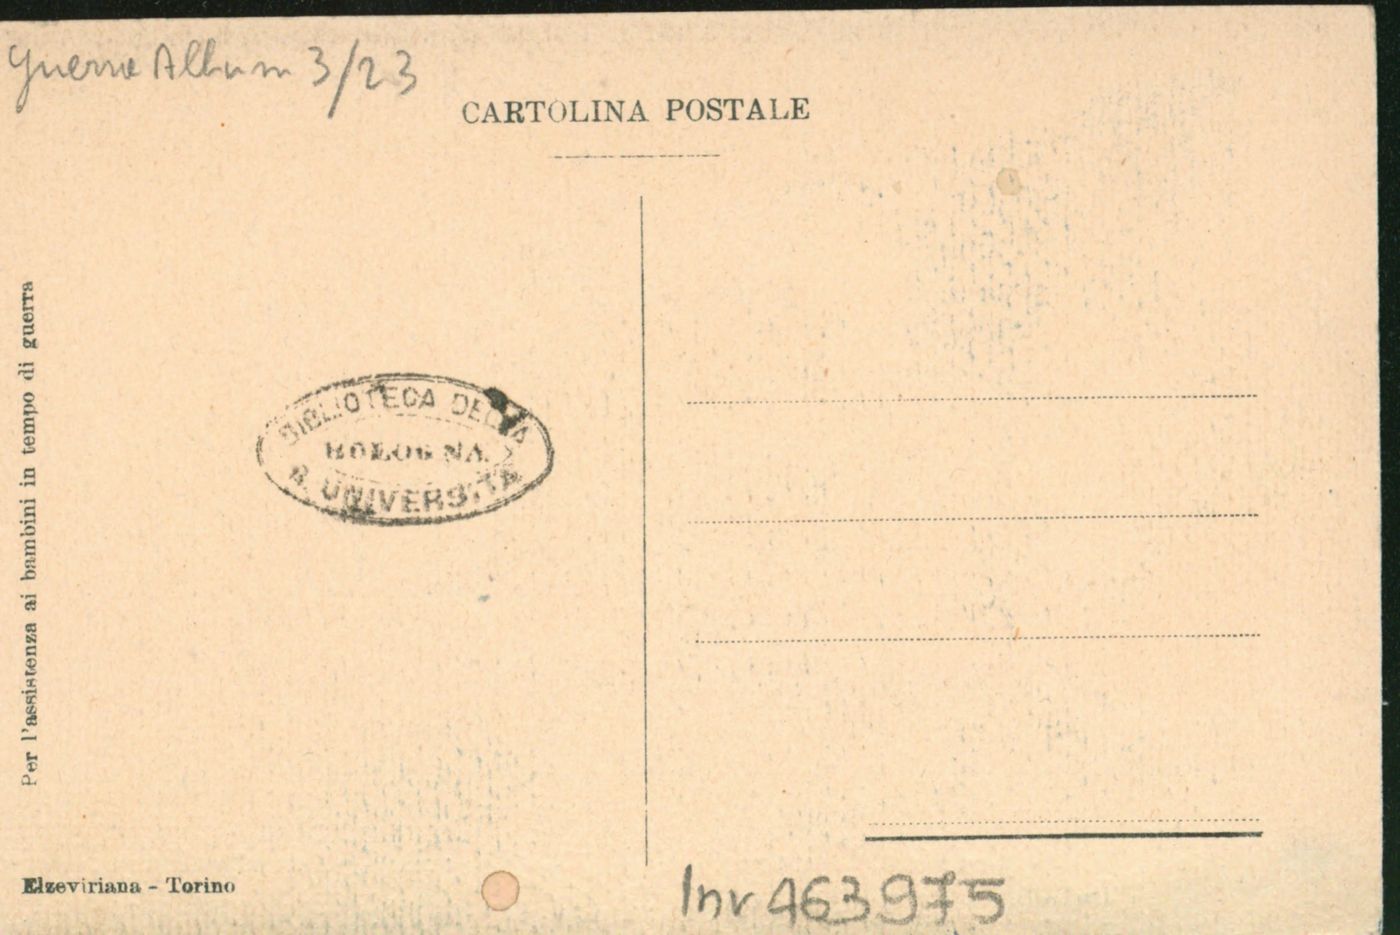 Guerra Album 3/23
CARTOLINA POSTALE
Per l'assistenza ai bambini in tempo di guerra
BIBLIOTECA DELLA
BOLOGNA
R. UNIVERSITÀ
Elzeviriana - Torino
Inv 463975